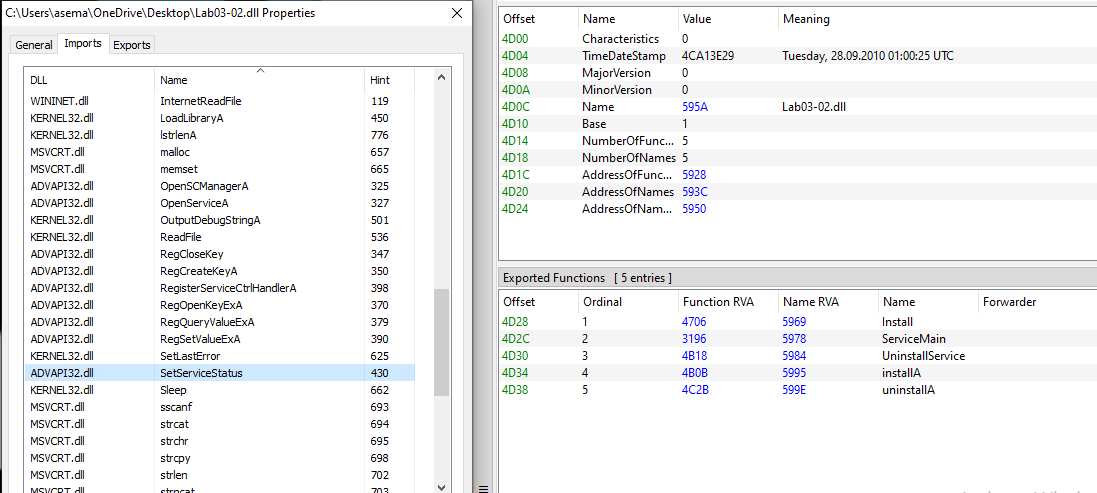 C:\Users\asema\OneDrive\Desktop\Lab03-02.dll Properties
General Imports Exports
DLL Name Hint
WININET.dll InternetReadFile 119
KERNEL32.dll LoadLibraryA 450
KERNEL32.dll lstrlenA 776
MSVCRT.dll malloc 657
MSVCRT.dll memset 665
ADVAPI32.dll OpenSCManagerA 325
ADVAPI32.dll OpenServiceA 327
KERNEL32.dll OutputDebugStringA 501
KERNEL32.dll ReadFile 536
ADVAPI32.dll RegCloseKey 347
ADVAPI32.dll RegCreateKeyA 350
ADVAPI32.dll RegisterServiceCtrlHandlerA 398
ADVAPI32.dll RegOpenKeyExA 370
ADVAPI32.dll RegQueryValueExA 379
ADVAPI32.dll RegSetValueExA 390
KERNEL32.dll SetLastError 625
ADVAPI32.dll SetServiceStatus 430
KERNEL32.dll Sleep 662
MSVCRT.dll sscanf 693
MSVCRT.dll strcat 694
MSVCRT.dll strchr 695
MSVCRT.dll strcpy 698
MSVCRT.dll strlen 702
MSVCRT.dll strncat 703
Offset Name Value Meaning
4D00 Characteristics 0
4D04 TimeDateStamp 4CA13E29 Tuesday, 28.09.2010 01:00:25 UTC
4D08 MajorVersion 0
4D0A MinorVersion 0
4D0C Name 595A Lab03-02.dll
4D10 Base 1
4D14 NumberOfFunc... 5
4D18 NumberOfNames 5
4D1C AddressOfFunc... 5928
4D20 AddressOfNames 593C
4D24 AddressOfNam... 5950
Exported Functions [ 5 entries ]
Offset Ordinal Function RVA Name RVA Name Forwarder
4D28 1 4706 5969 Install
4D2C 2 3196 5978 ServiceMain
4D30 3 4B18 5984 UninstallService
4D34 4 4B0B 5995 installA
4D38 5 4C2B 599E uninstallA